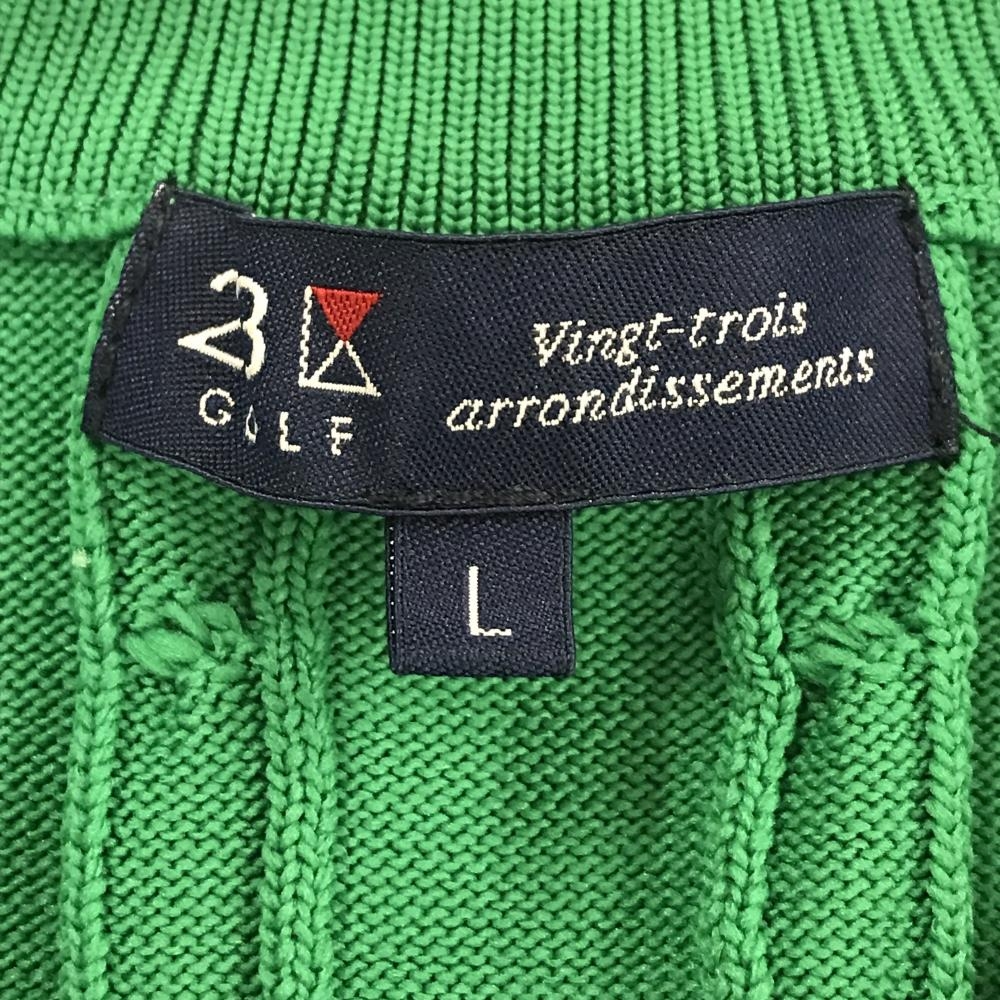 23
GOLF
Vingt-trois
arrondissements
L